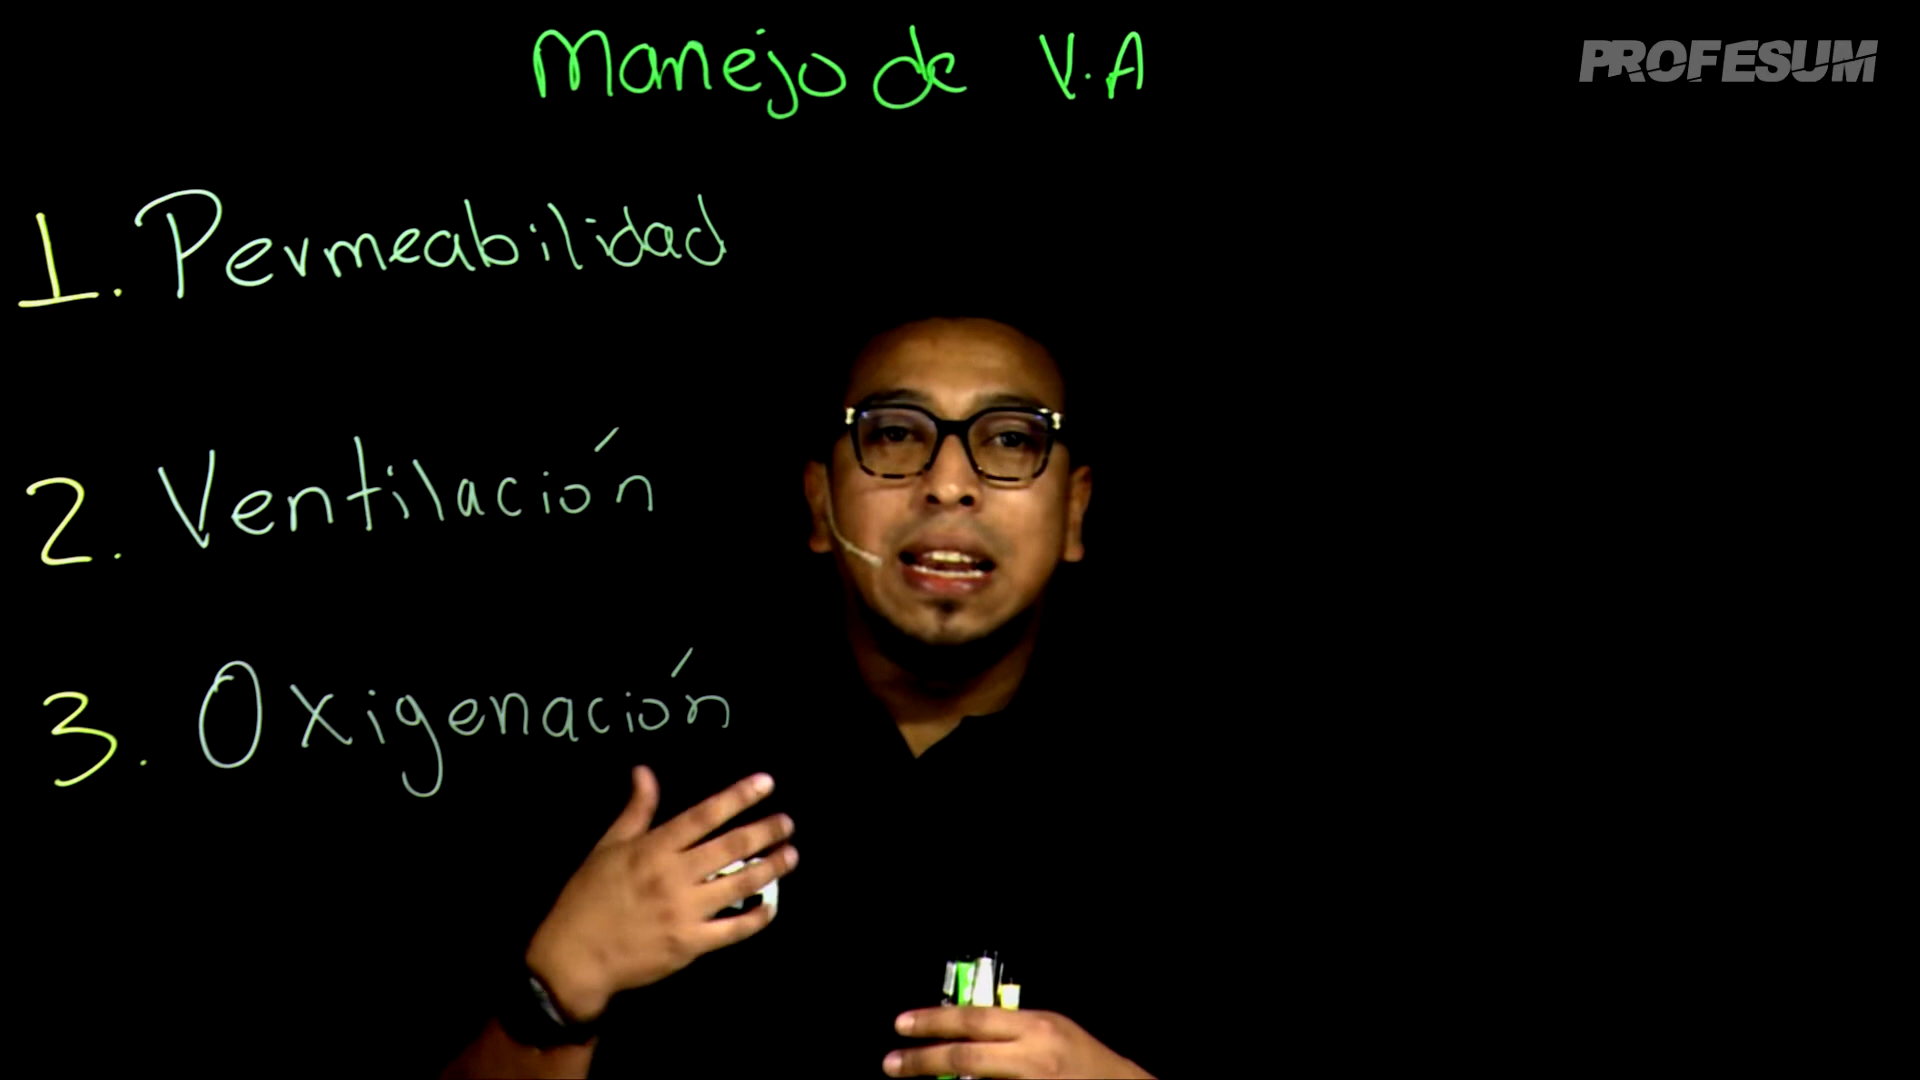 Manejo de V.A
PROFESUM
1. Permeabilidad
2. Ventilación
3. Oxigenación